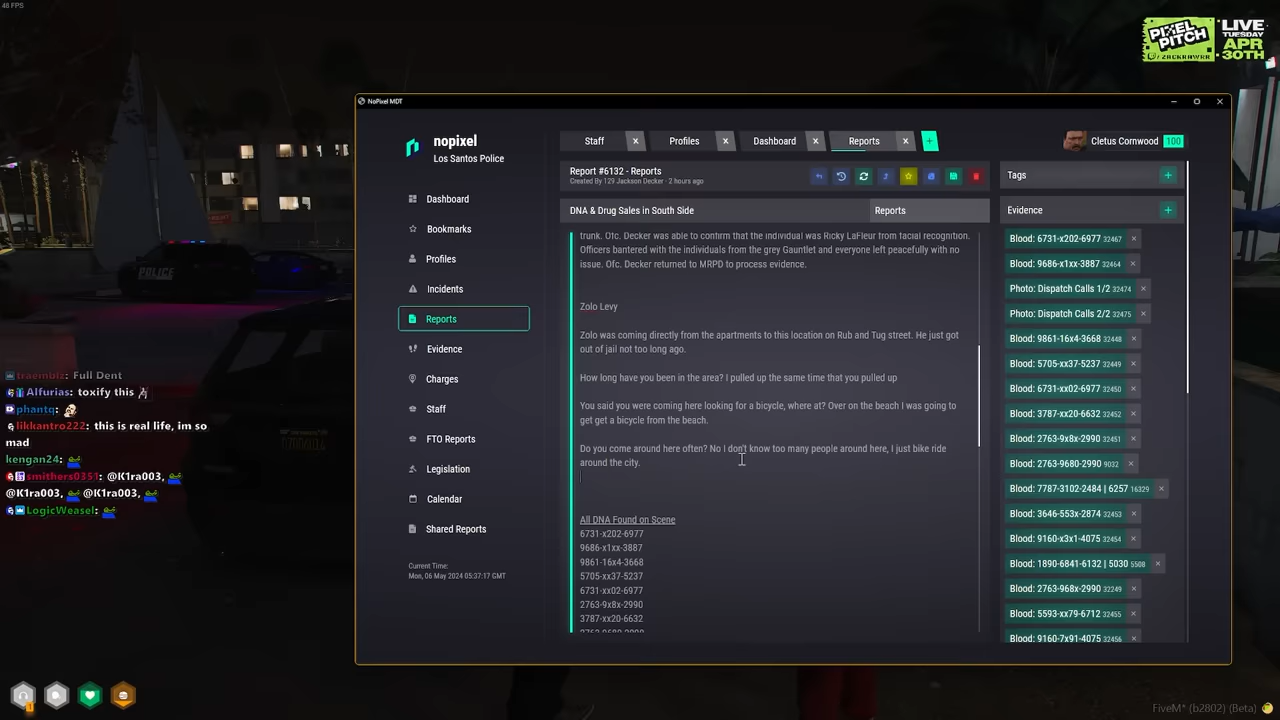 48 FPS
PIXEL PITCH
/ZACKRAWRR
LIVE
TUESDAY
APR
30TH
NoPixel MDT
nopixel
Los Santos Police
Staff
Profiles
Dashboard
Reports
Cletus Cornwood 100
Dashboard
Bookmarks
Profiles
Incidents
Reports
Evidence
Charges
Staff
FTO Reports
Legislation
Calendar
Shared Reports
Current Time:
Mon, 06 May 2024 05:37:17 GMT
Report #6132 - Reports
Created By 129 Jackson Decker - 2 hours ago
DNA & Drug Sales in South Side
Reports
trunk. Ofc. Decker was able to confirm that the individual was Ricky LaFleur from facial recognition.
Officers bantered with the individuals from the grey Gauntlet and everyone left peacefully with no
issue. Ofc. Decker returned to MRPD to process evidence.
Zolo Levy
Zolo was coming directly from the apartments to this location on Rub and Tug street. He just got
out of jail not too long ago.
How long have you been in the area? I pulled up the same time that you pulled up
You said you were coming here looking for a bicycle, where at? Over on the beach I was going to
get get a bicycle from the beach.
Do you come around here often? No I don't know too many people around here, I just bike ride
around the city.
All DNA Found on Scene
6731-x202-6977
9686-x1xx-3887
9861-16x4-3668
5705-xx37-5237
6731-xx02-6977
2763-9x8x-2990
3787-xx20-6632
2763-9680-2990
Tags
Evidence
Blood: 6731-x202-6977 32467
Blood: 9686-x1xx-3887 32464
Photo: Dispatch Calls 1/2 32474
Photo: Dispatch Calls 2/2 32475
Blood: 9861-16x4-3668 32448
Blood: 5705-xx37-5237 32449
Blood: 6731-xx02-6977 32450
Blood: 3787-xx20-6632 32452
Blood: 2763-9x8x-2990 32451
Blood: 2763-9680-2990 9032
Blood: 7787-3102-2484 | 6257 16329
Blood: 3646-553x-2874 32453
Blood: 9160-x3x1-4075 32454
Blood: 1890-6841-6132 | 5030 5508
Blood: 2763-968x-2990 32249
Blood: 5593-xx79-6712 32455
Blood: 9160-7x91-4075 32456
traemblz: Full Dent
Alfurias: toxify this
phantq:
likkantro222: this is real life, im so
mad
kengan24:
smithers0351: @K1ra003,
@K1ra003, @K1ra003,
LogicWeasel:
FiveM* (b2802) (Beta)